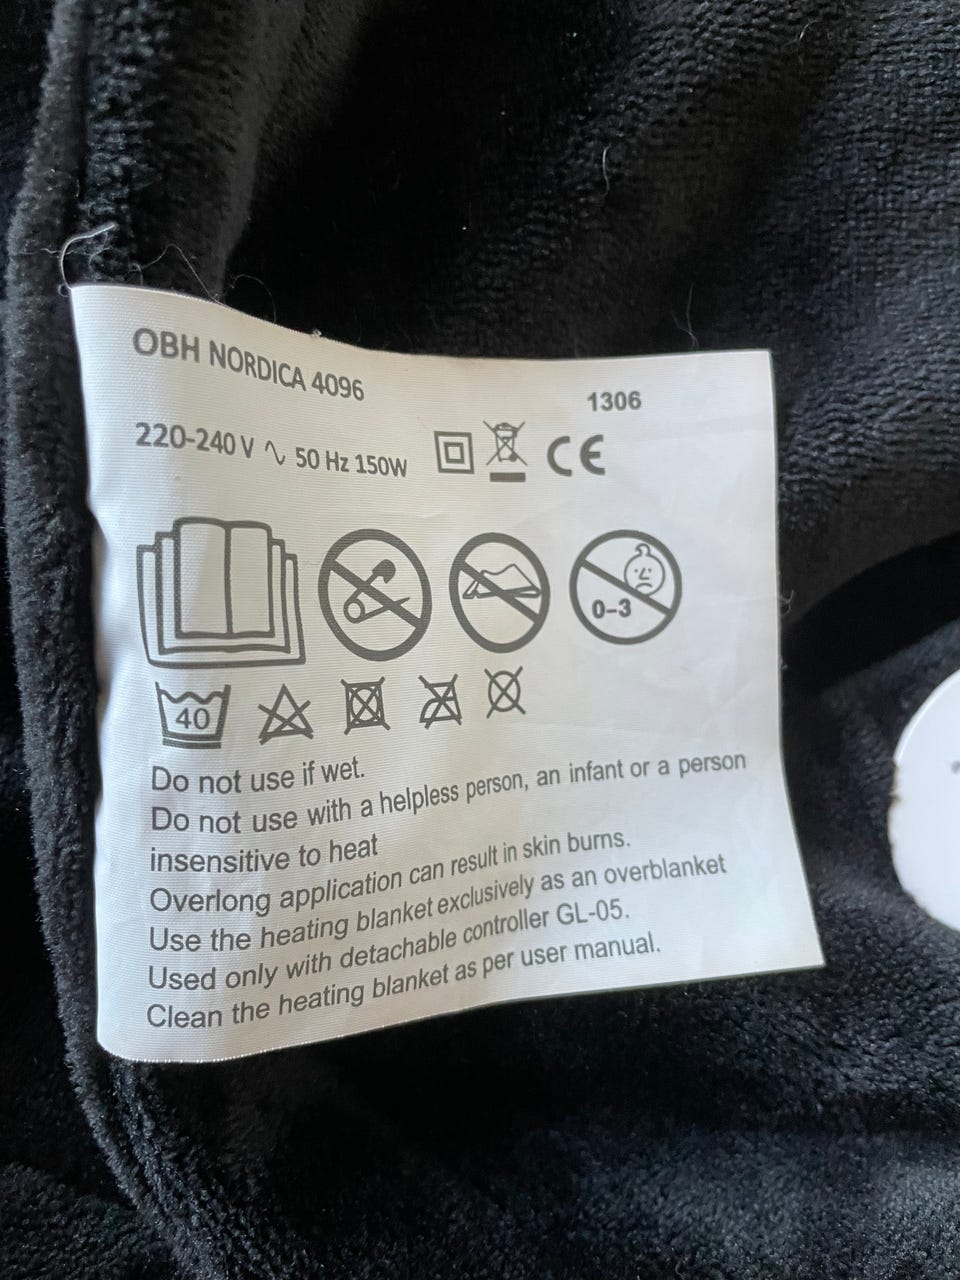 OBH NORDICA 4096
1306
220-240 V ∿ 50 Hz 150W
CE
0-3
40
Do not use if wet.
Do not use with a helpless person, an infant or a person
insensitive to heat
Overlong application can result in skin burns.
Use the heating blanket exclusively as an overblanket
Used only with detachable controller GL-05.
Clean the heating blanket as per user manual.